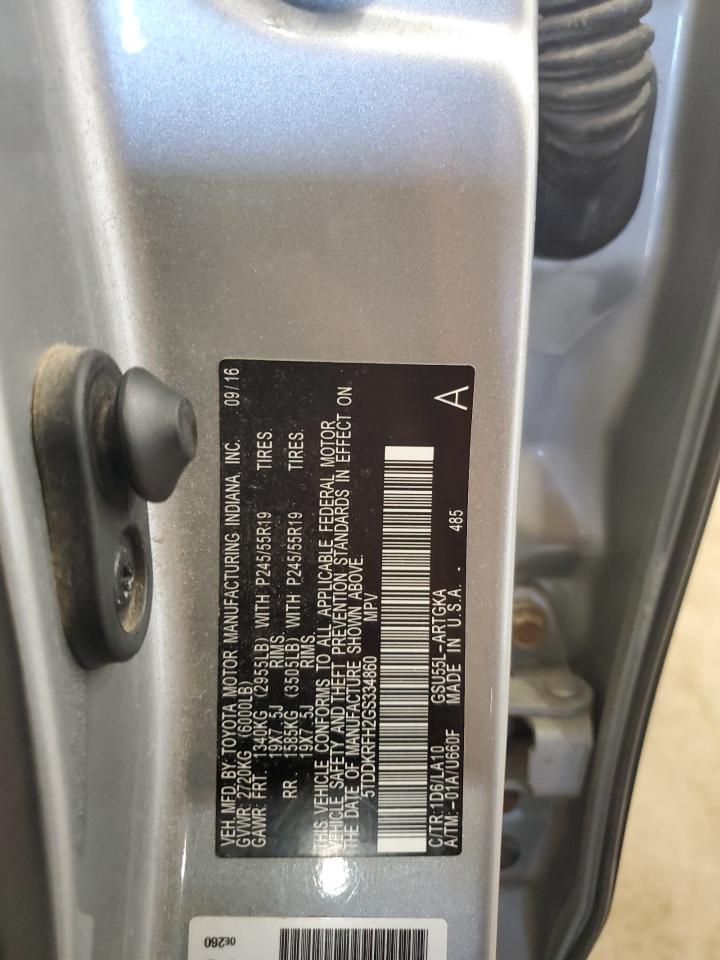 VEH.MFD.BY:TOYOTA MOTOR MANUFACTURING INDIANA, INC. 09/16
GVWR: 2720KG (6000LB)
GAWR: FRT. 1340KG (2955LB) WITH P245/55R19 TIRES.
19X7.5J RIMS.
RR. 1585KG (3505LB) WITH P245/55R19 TIRES.
19X7.5J RIMS.
THIS VEHICLE CONFORMS TO ALL APPLICABLE FEDERAL MOTOR
VEHICLE SAFETY AND THEFT PREVENTION STANDARDS IN EFFECT ON
THE DATE OF MANUFACTURE SHOWN ABOVE.
5TDDKRFH2GS334860 MPV
C/TR: 1D6/LA10 GSU55L-ARTGKA
A/TM: -01A/U660F MADE IN U.S.A. 485 A
0E260